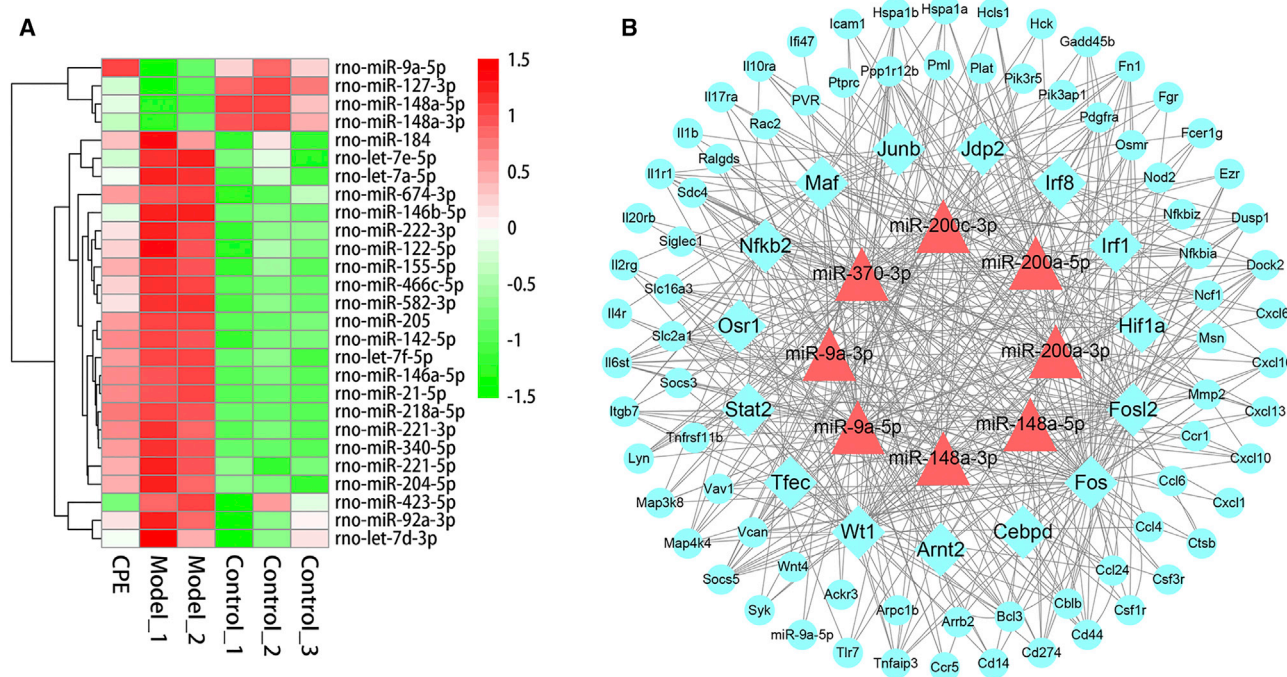 A
rno-miR-9a-5p
rno-miR-127-3p
rno-miR-148a-5p
rno-miR-148a-3p
rno-miR-184
rno-let-7e-5p
rno-let-7a-5p
rno-miR-674-3p
rno-miR-146b-5p
rno-miR-222-3p
rno-miR-122-5p
rno-miR-155-5p
rno-miR-466c-5p
rno-miR-582-3p
rno-miR-205
rno-miR-142-5p
rno-let-7f-5p
rno-miR-146a-5p
rno-miR-21-5p
rno-miR-218a-5p
rno-miR-221-3p
rno-miR-340-5p
rno-miR-221-5p
rno-miR-204-5p
rno-miR-423-5p
rno-miR-92a-3p
rno-let-7d-3p
CPE
Model_1
Model_2
Control_1
Control_2
Control_3
1.5
1
0.5
0
-0.5
-1
-1.5
B
Hspa1b
Hspa1a
Hcls1
Hck
Gadd45b
Fn1
Fgr
Fcer1g
Ezr
Dusp1
Dock2
Cxcl6
Cxcl13
Cxcl10
Cxcl1
Ctsb
Csf3r
Csf1r
Cd44
Cd274
Cd14
Ccr5
Tnfaip3
Tlr7
miR-9a-5p
Syk
Socs5
Map4k4
Map3k8
Lyn
Itgb7
Il6st
Il4r
Il2rg
Il20rb
Il1r1
Il1b
Il17ra
Il10ra
Ifi47
Icam1
Ptprc
Ppp1r12b
Pml
Plat
Pik3r5
Pik3ap1
Pdgfra
Osmr
Nod2
Nfkbiz
Nfkbia
Ncf1
Msn
Mmp2
Ccr1
Ccl6
Ccl4
Ccl24
Cblb
Bcl3
Arrb2
Arpc1b
Ackr3
Wnt4
Vcan
Vav1
Tnfrsf11b
Socs3
Slc2a1
Slc16a3
Siglec1
Sdc4
Ralgds
Rac2
PVR
Junb
Jdp2
Irf8
Irf1
Hif1a
Fosl2
Fos
Cebpd
Arnt2
Wt1
Tfec
Stat2
Osr1
Nfkb2
Maf
miR-200c-3p
miR-200a-5p
miR-200a-3p
miR-148a-5p
miR-148a-3p
miR-9a-5p
miR-9a-3p
miR-370-3p